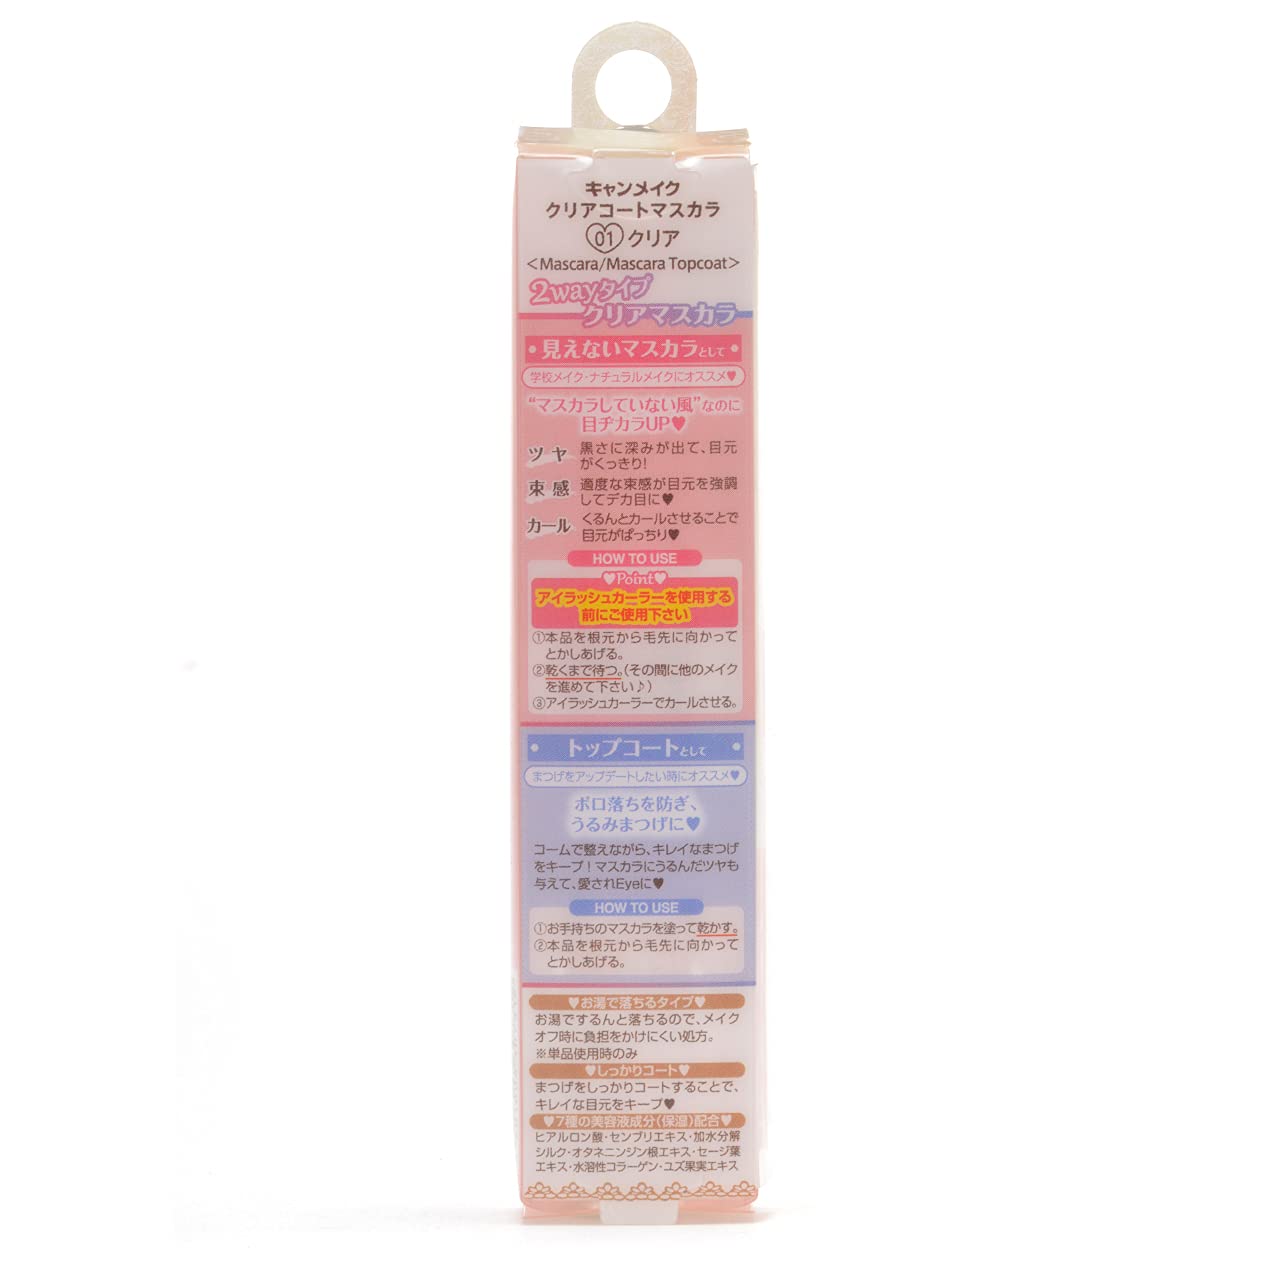 キャンメイク
クリアコートマスカラ
01 クリア
<Mascara/Mascara Topcoat>
2wayタイプ
クリアマスカラ
・見えないマスカラとして・
学校メイク・ナチュラルメイクにオススメ♥
“マスカラしていない風”なのに
目ヂカラUP♥
ツヤ 黒さに深みが出て、目元
がくっきり!
束感 適度な束感が目元を強調
してデカ目に♥
カール くるんとカールさせることで
目元がぱっちり♥
HOW TO USE
♥Point♥
アイラッシュカーラーを使用する
前にご使用下さい
①本品を根元から毛先に向かって
とかしあげる。
②乾くまで待つ。(その間に他のメイク
を進めて下さい♪)
③アイラッシュカーラーでカールさせる。
・トップコートとして・
まつげをアップデートしたい時にオススメ♥
ポロ落ちを防ぎ、
うるみまつげに♥
コームで整えながら、キレイなまつげ
をキープ!マスカラにうるんだツヤも
与えて、愛されEyeに♥
HOW TO USE
①お手持ちのマスカラを塗って乾かす。
②本品を根元から毛先に向かって
とかしあげる。
♥お湯で落ちるタイプ♥
お湯でするんと落ちるので、メイク
オフ時に負担をかけにくい処方。
※単品使用時のみ
♥しっかりコート♥
まつげをしっかりコートすることで、
キレイな目元をキープ♥
♥7種の美容液成分(保湿)配合♥
ヒアルロン酸・センブリエキス・加水分解
シルク・オタネニンジン根エキス・セージ葉
エキス・水溶性コラーゲン・ユズ果実エキス